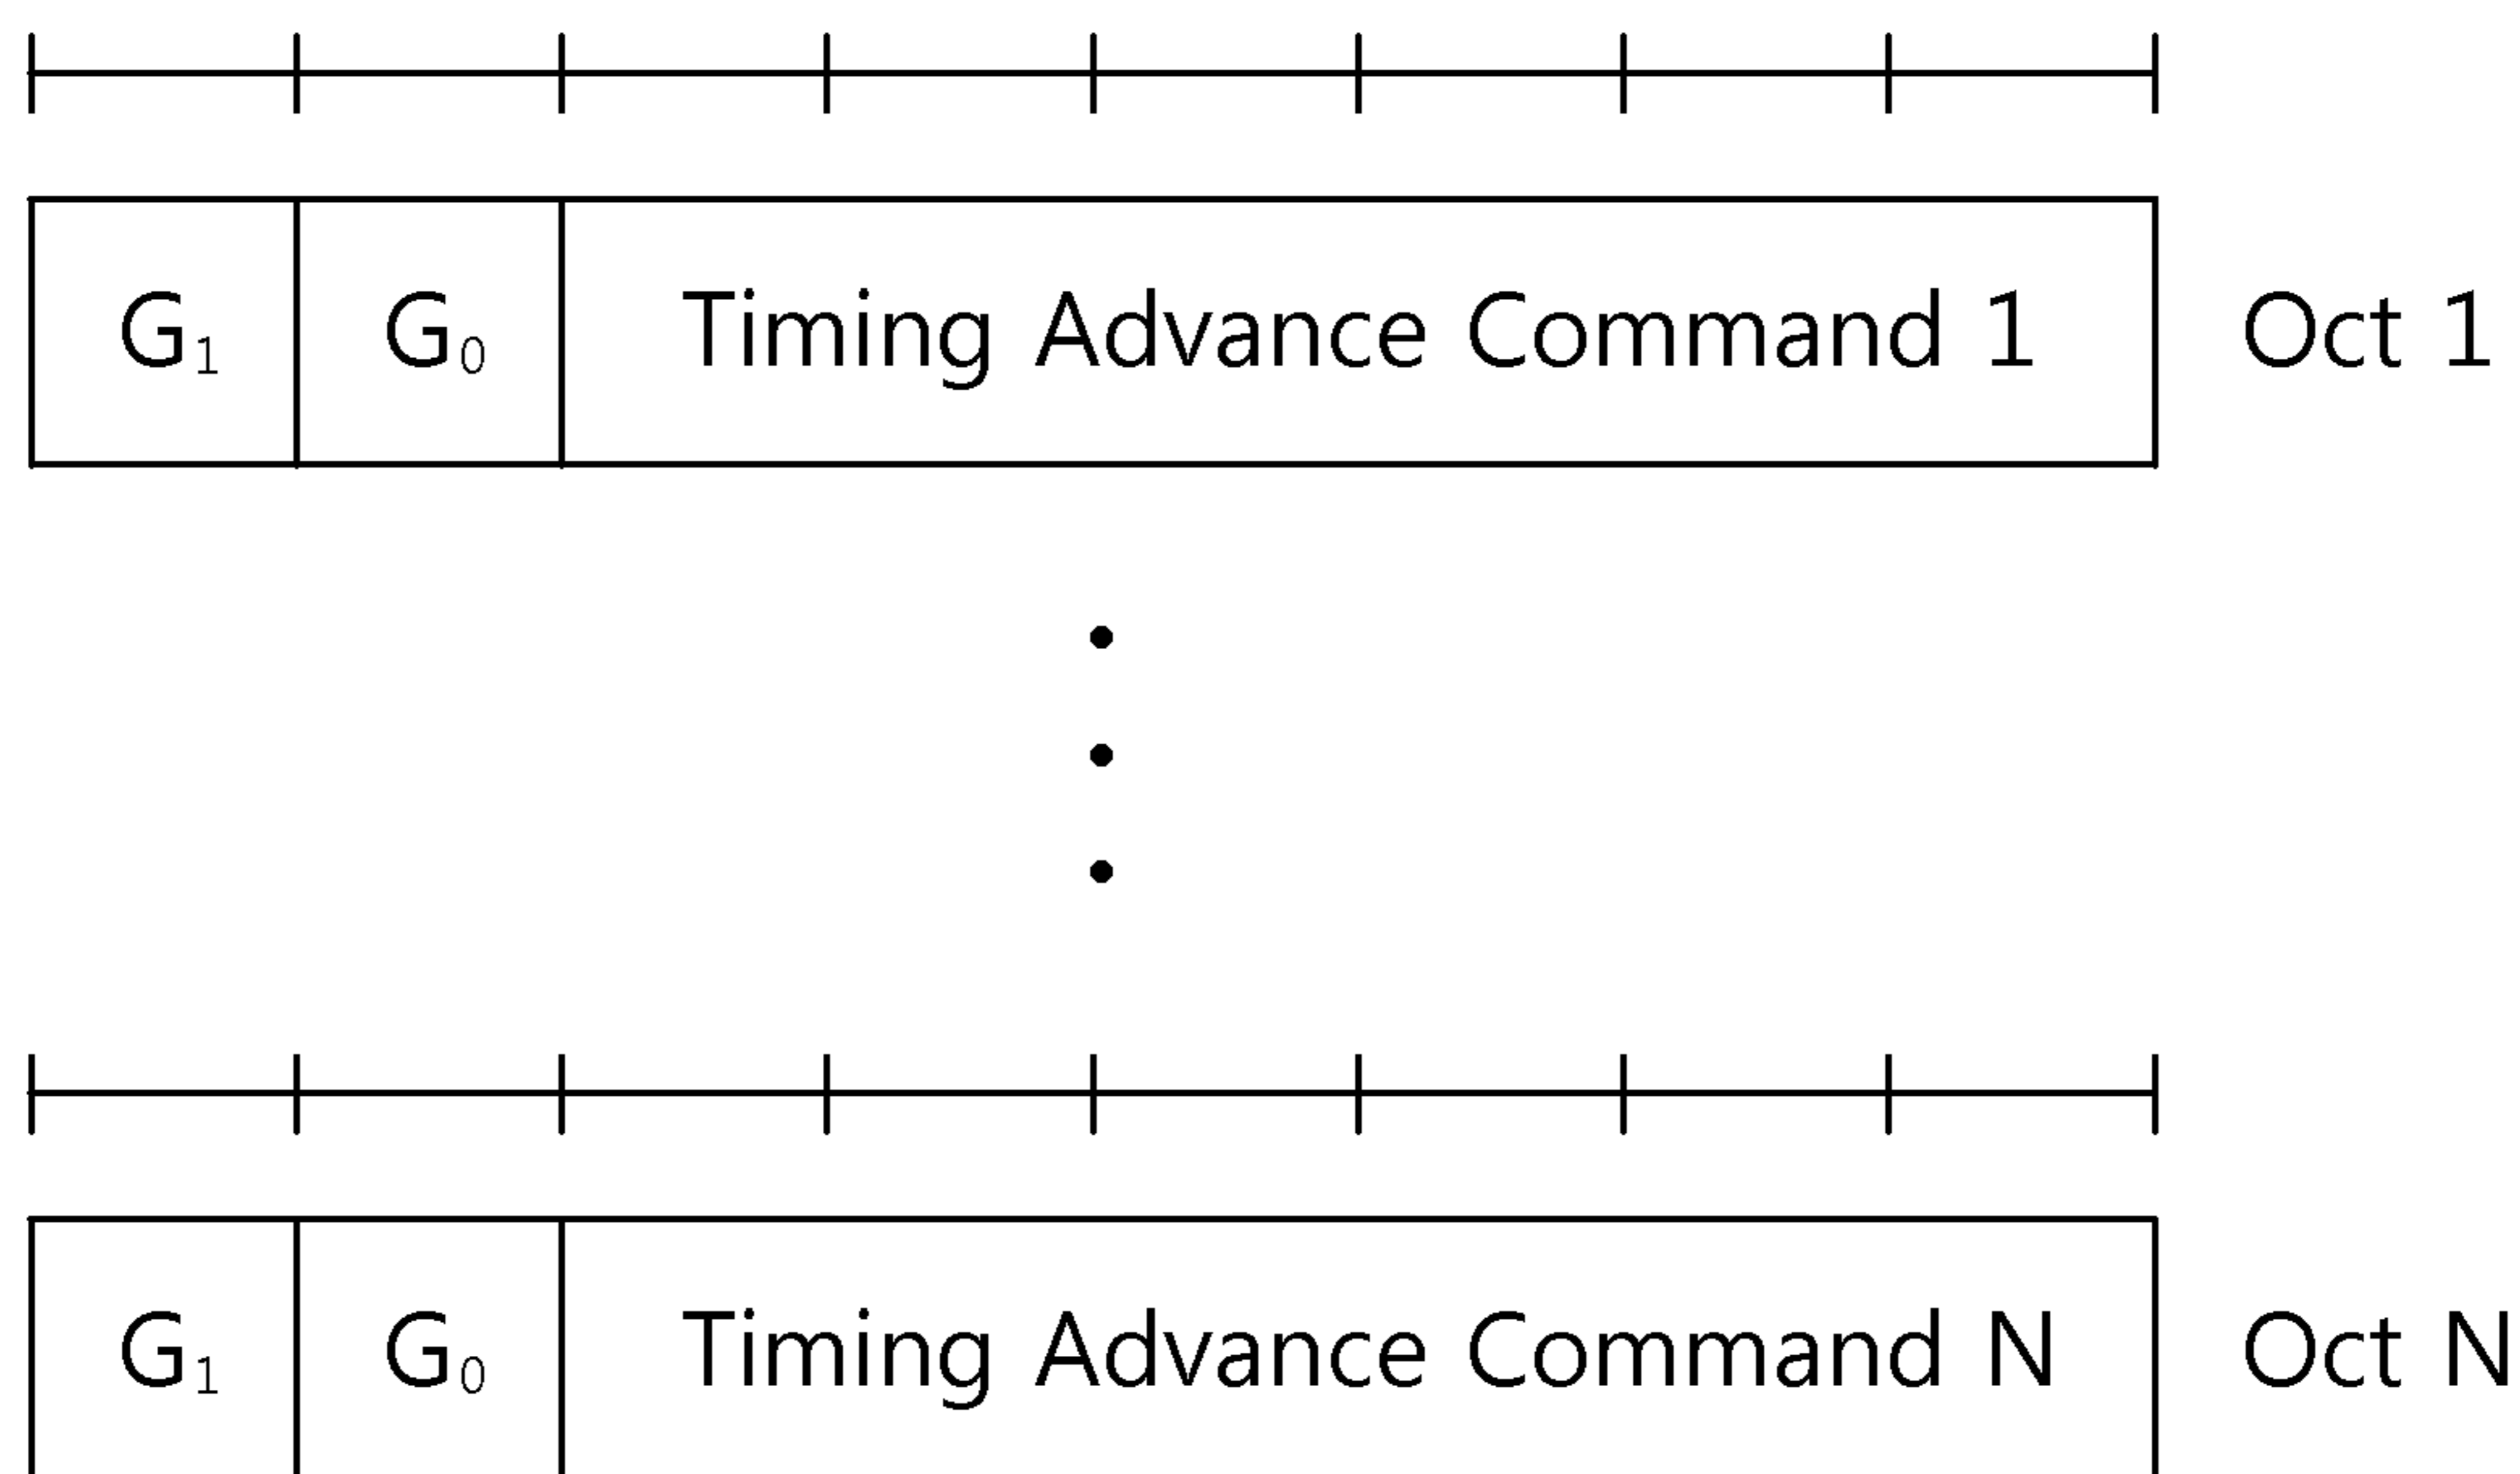 G₁ G₀ Timing Advance Command 1 Oct 1
G₁ G₀ Timing Advance Command N Oct N